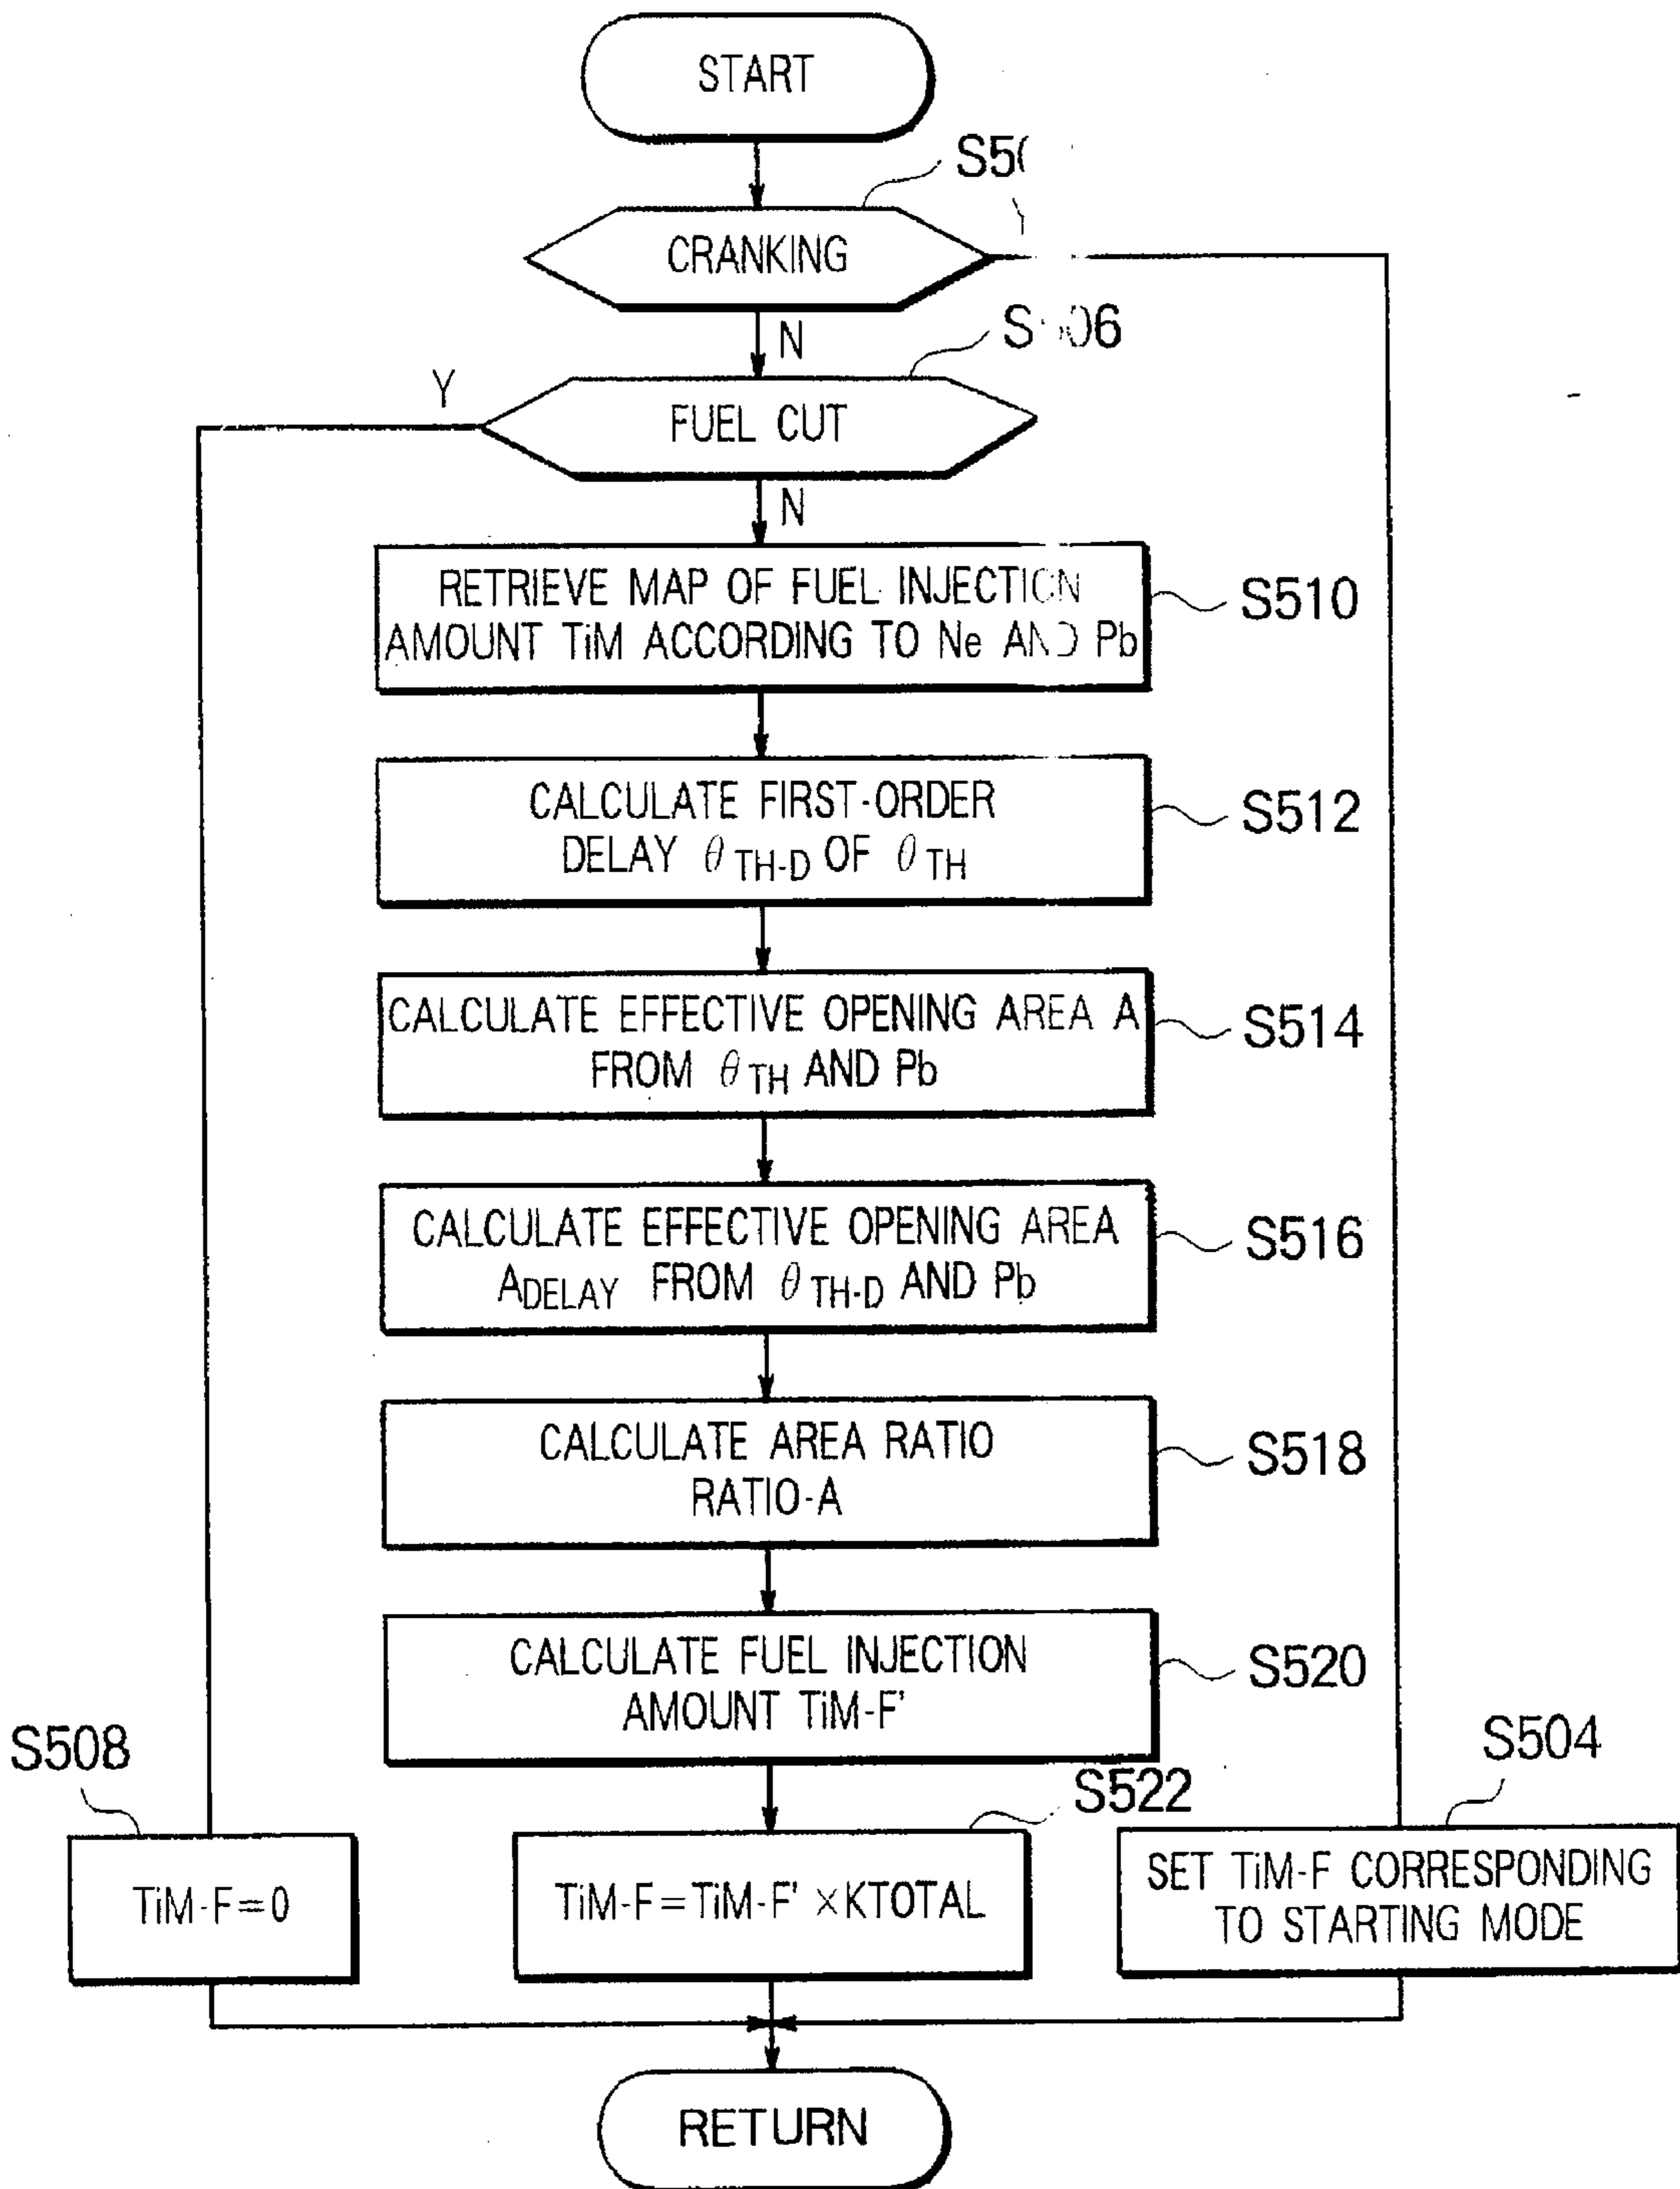 START
CRANKING
N
S506
Y
FUEL CUT
N
RETRIEVE MAP OF FUEL INJECTION
AMOUNT TiM ACCORDING TO Ne AND Pb
S510
CALCULATE FIRST-ORDER
DELAY θTH-D OF θTH
S512
CALCULATE EFFECTIVE OPENING AREA A
FROM θTH AND Pb
S514
CALCULATE EFFECTIVE OPENING AREA
ADELAY FROM θTH-D AND Pb
S516
CALCULATE AREA RATIO
RATIO-A
S518
CALCULATE FUEL INJECTION
AMOUNT TiM-F'
S520
S508
TiM-F=0
S522
TiM-F=TiM-F' ×KTOTAL
S504
SET TiM-F CORRESPONDING
TO STARTING MODE
RETURN